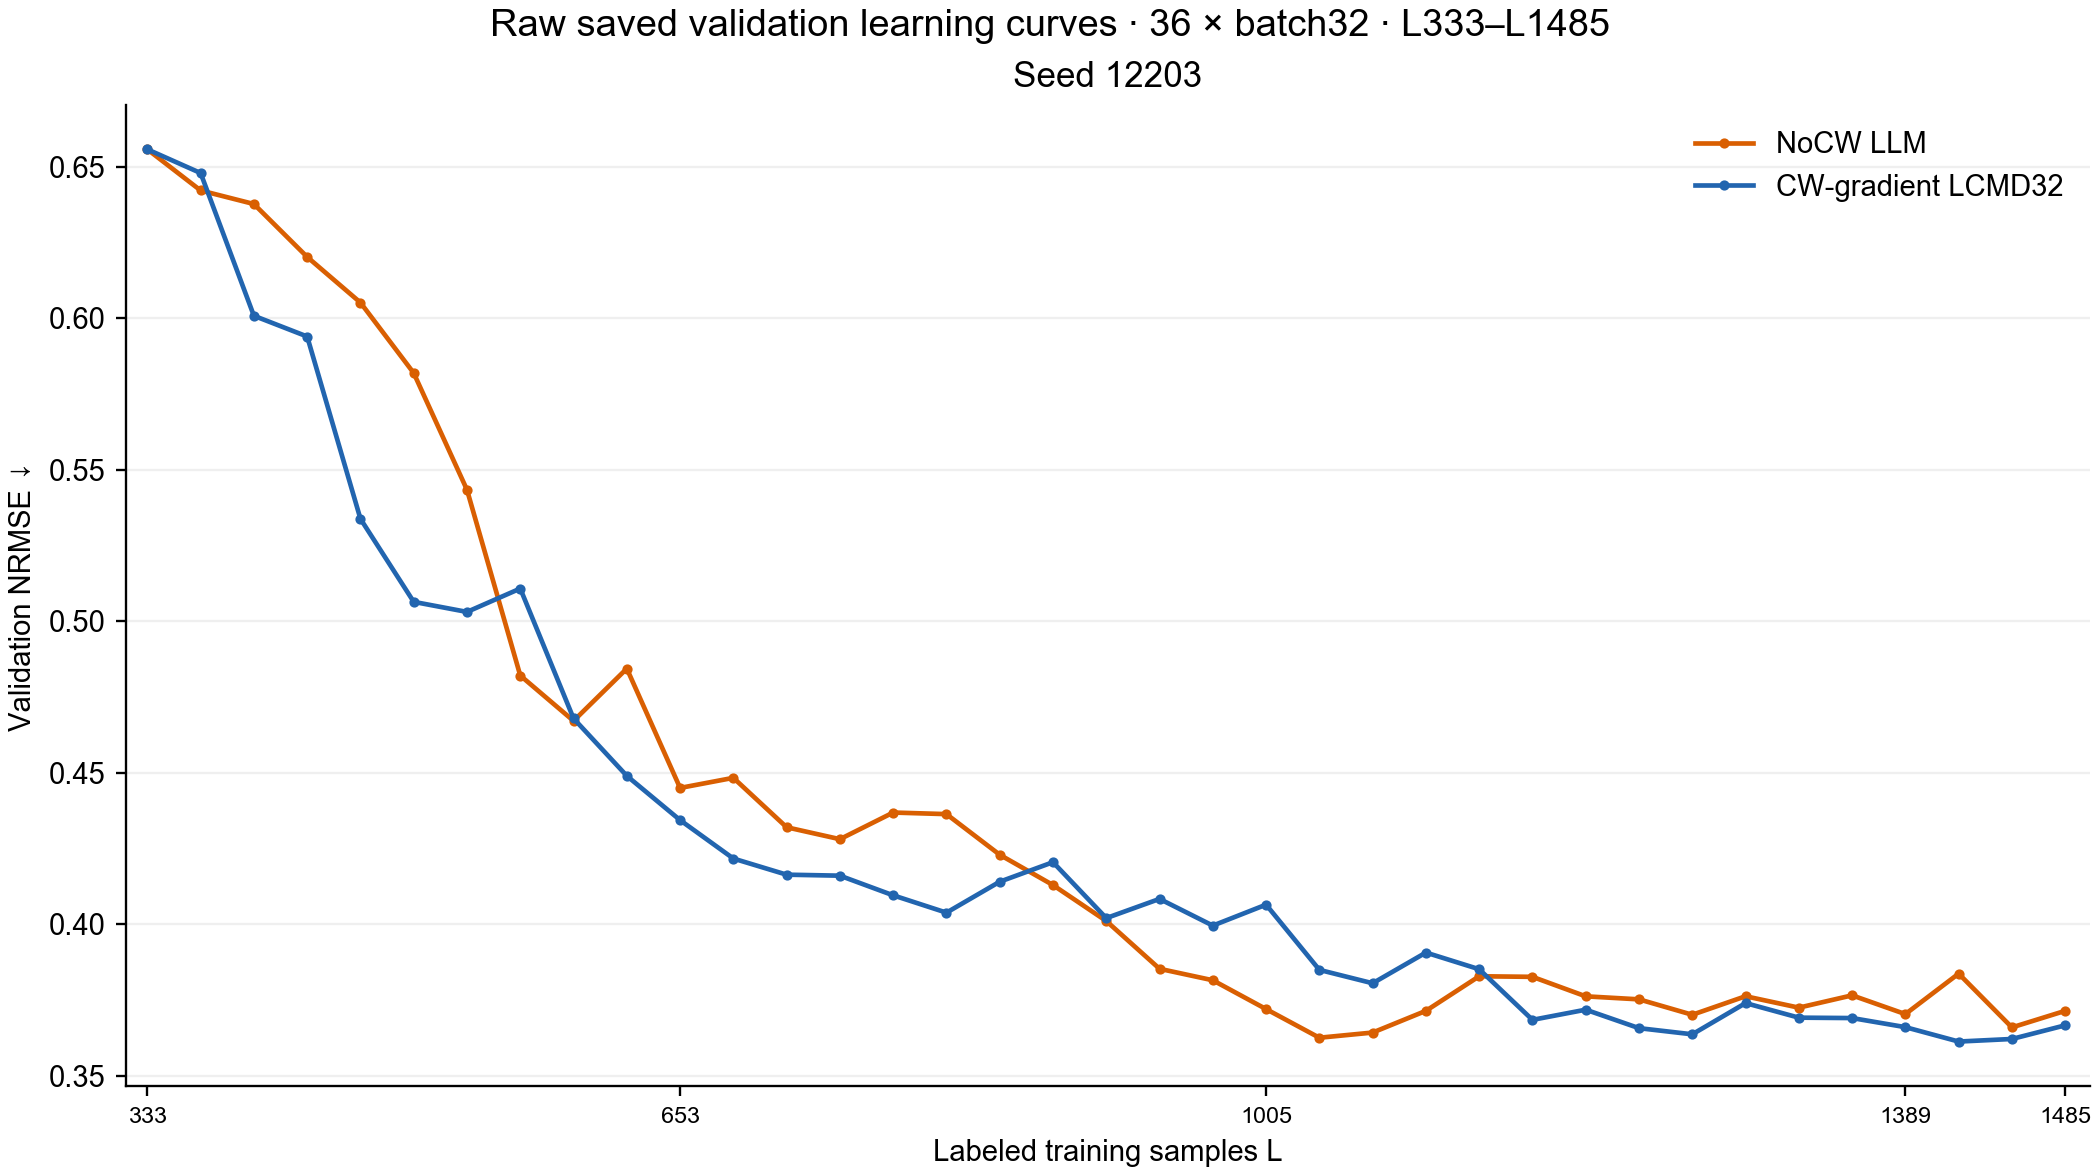 Raw saved validation learning curves · 36 × batch32 · L333–L1485
Seed 12203
NoCW LLM
CW-gradient LCMD32
Validation NRMSE ↓
0.65
0.60
0.55
0.50
0.45
0.40
0.35
333 653 1005 1389 1485
Labeled training samples L